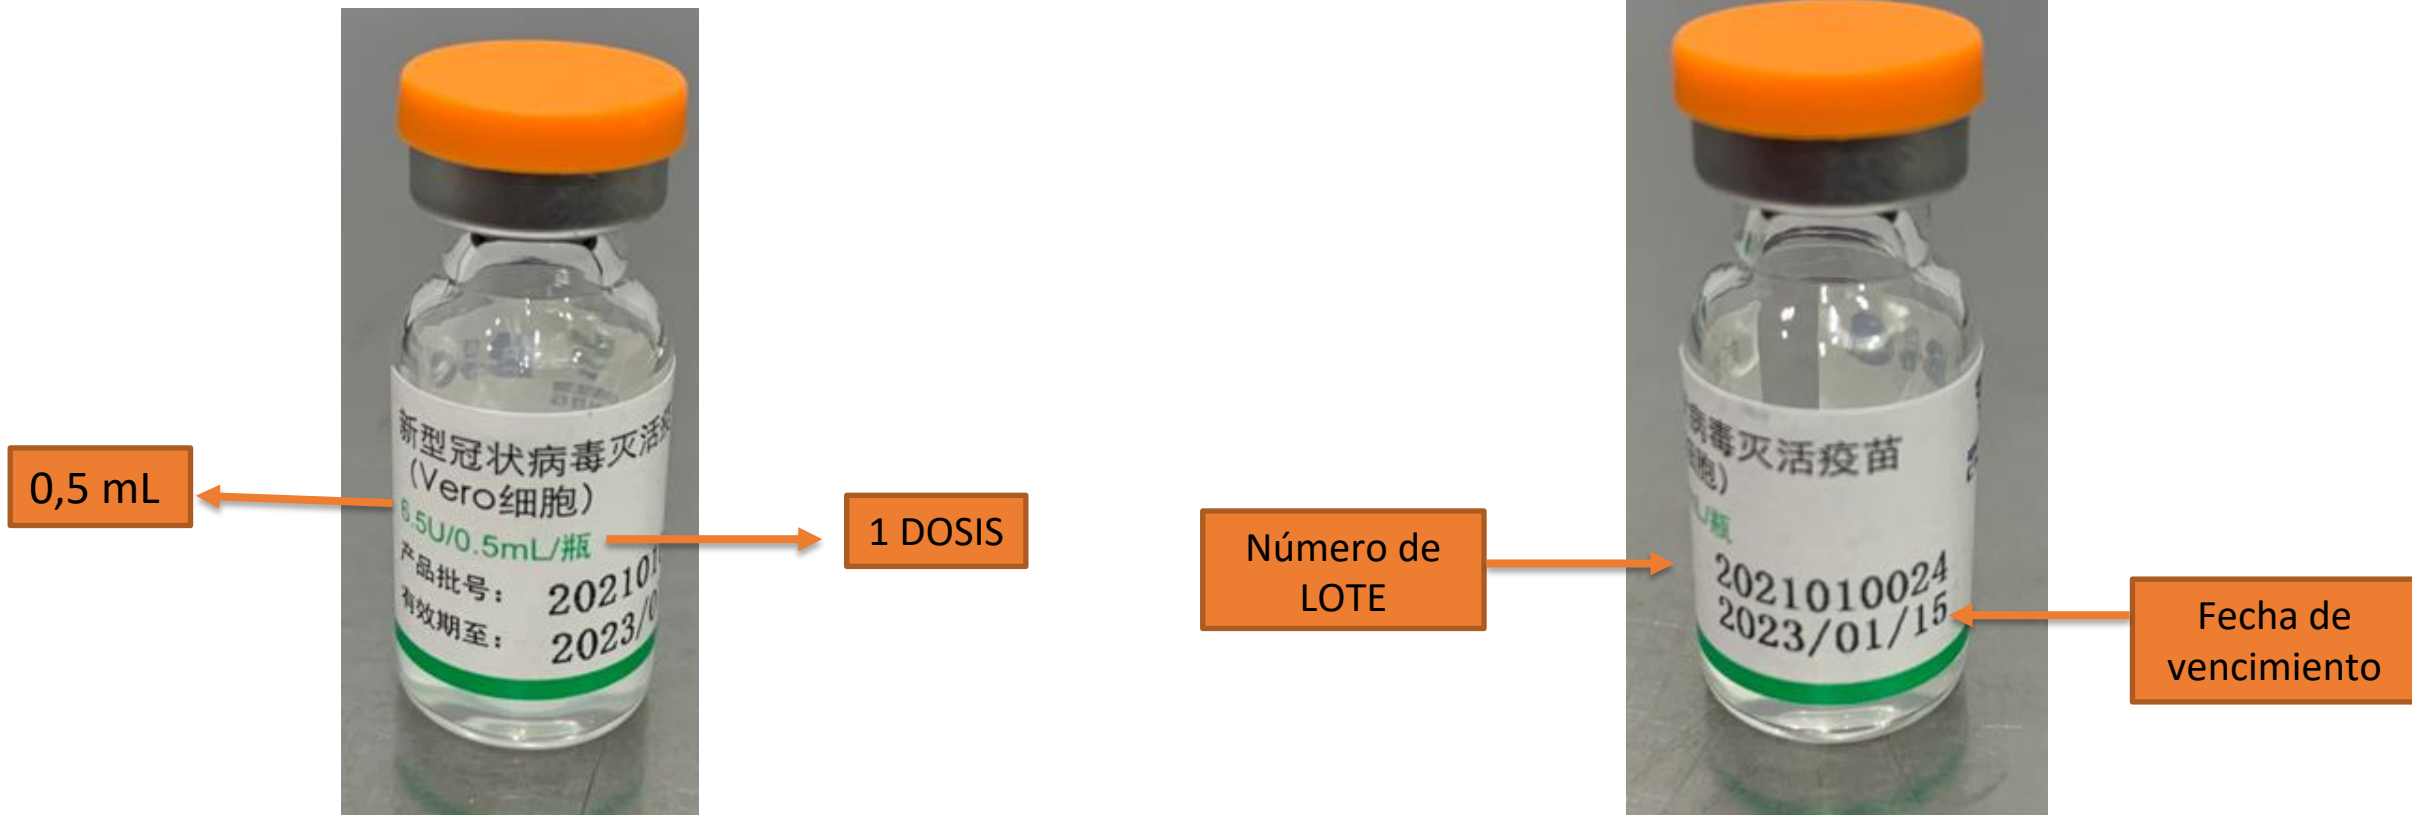 0,5 mL
新型冠状病毒灭活
(Vero细胞)
6.5U/0.5mL/瓶
产品批号: 202101
有效期至: 2023/0
1 DOSIS
Número de
LOTE
病毒灭活疫苗
胞)
/瓶
2021010024
2023/01/15
Fecha de
vencimiento